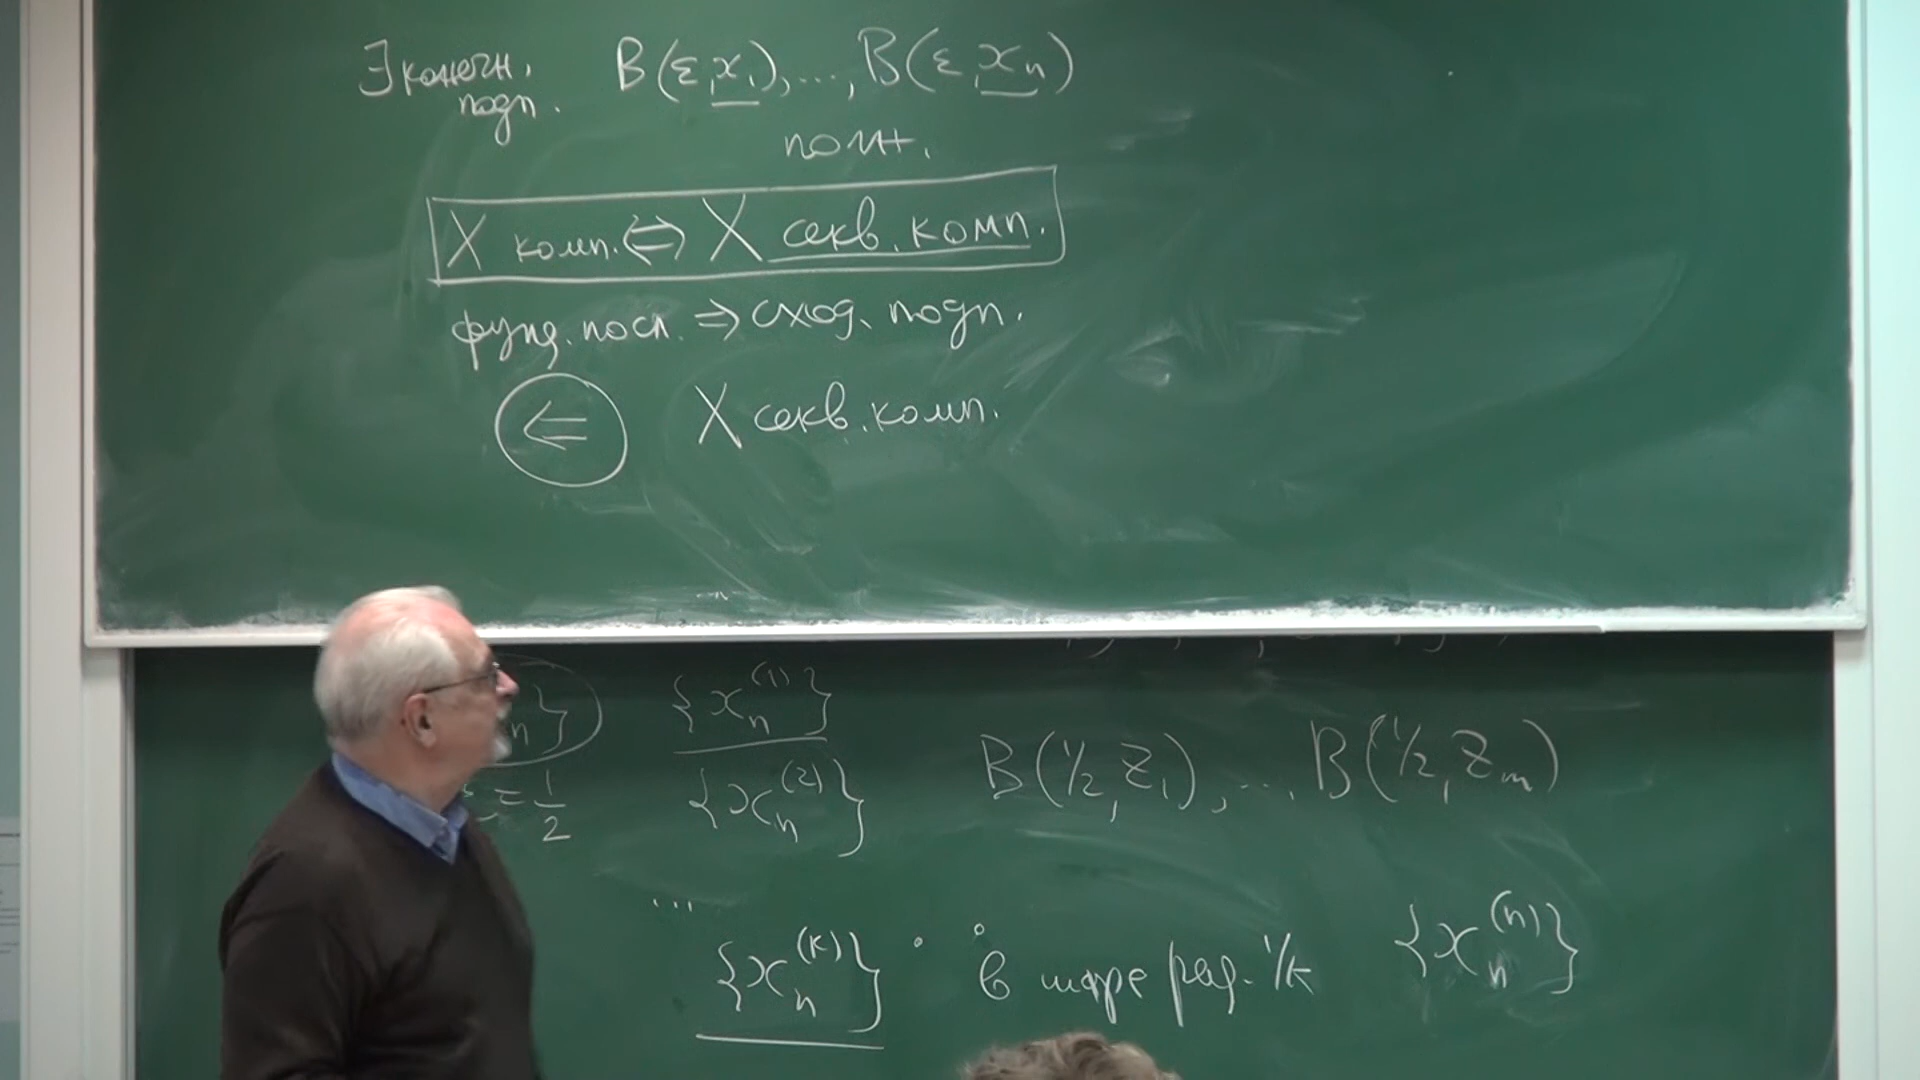 ∃ конечн. B(ε, x₁), ..., B(ε, xₙ)
подп.
полн.
X комп. ⇔ X секв. комп.
фунд. посл. ⇒ сход. подп.
⇐ X секв. комп.
n} {xₙ⁽¹⁾}
= 1/2 {xₙ⁽²⁾} B(1/2, z₁), ..., B(1/2, zₘ)
...
{xₙ⁽ᵏ⁾} : в шаре рад. 1/k {xₙ⁽ⁿ⁾}